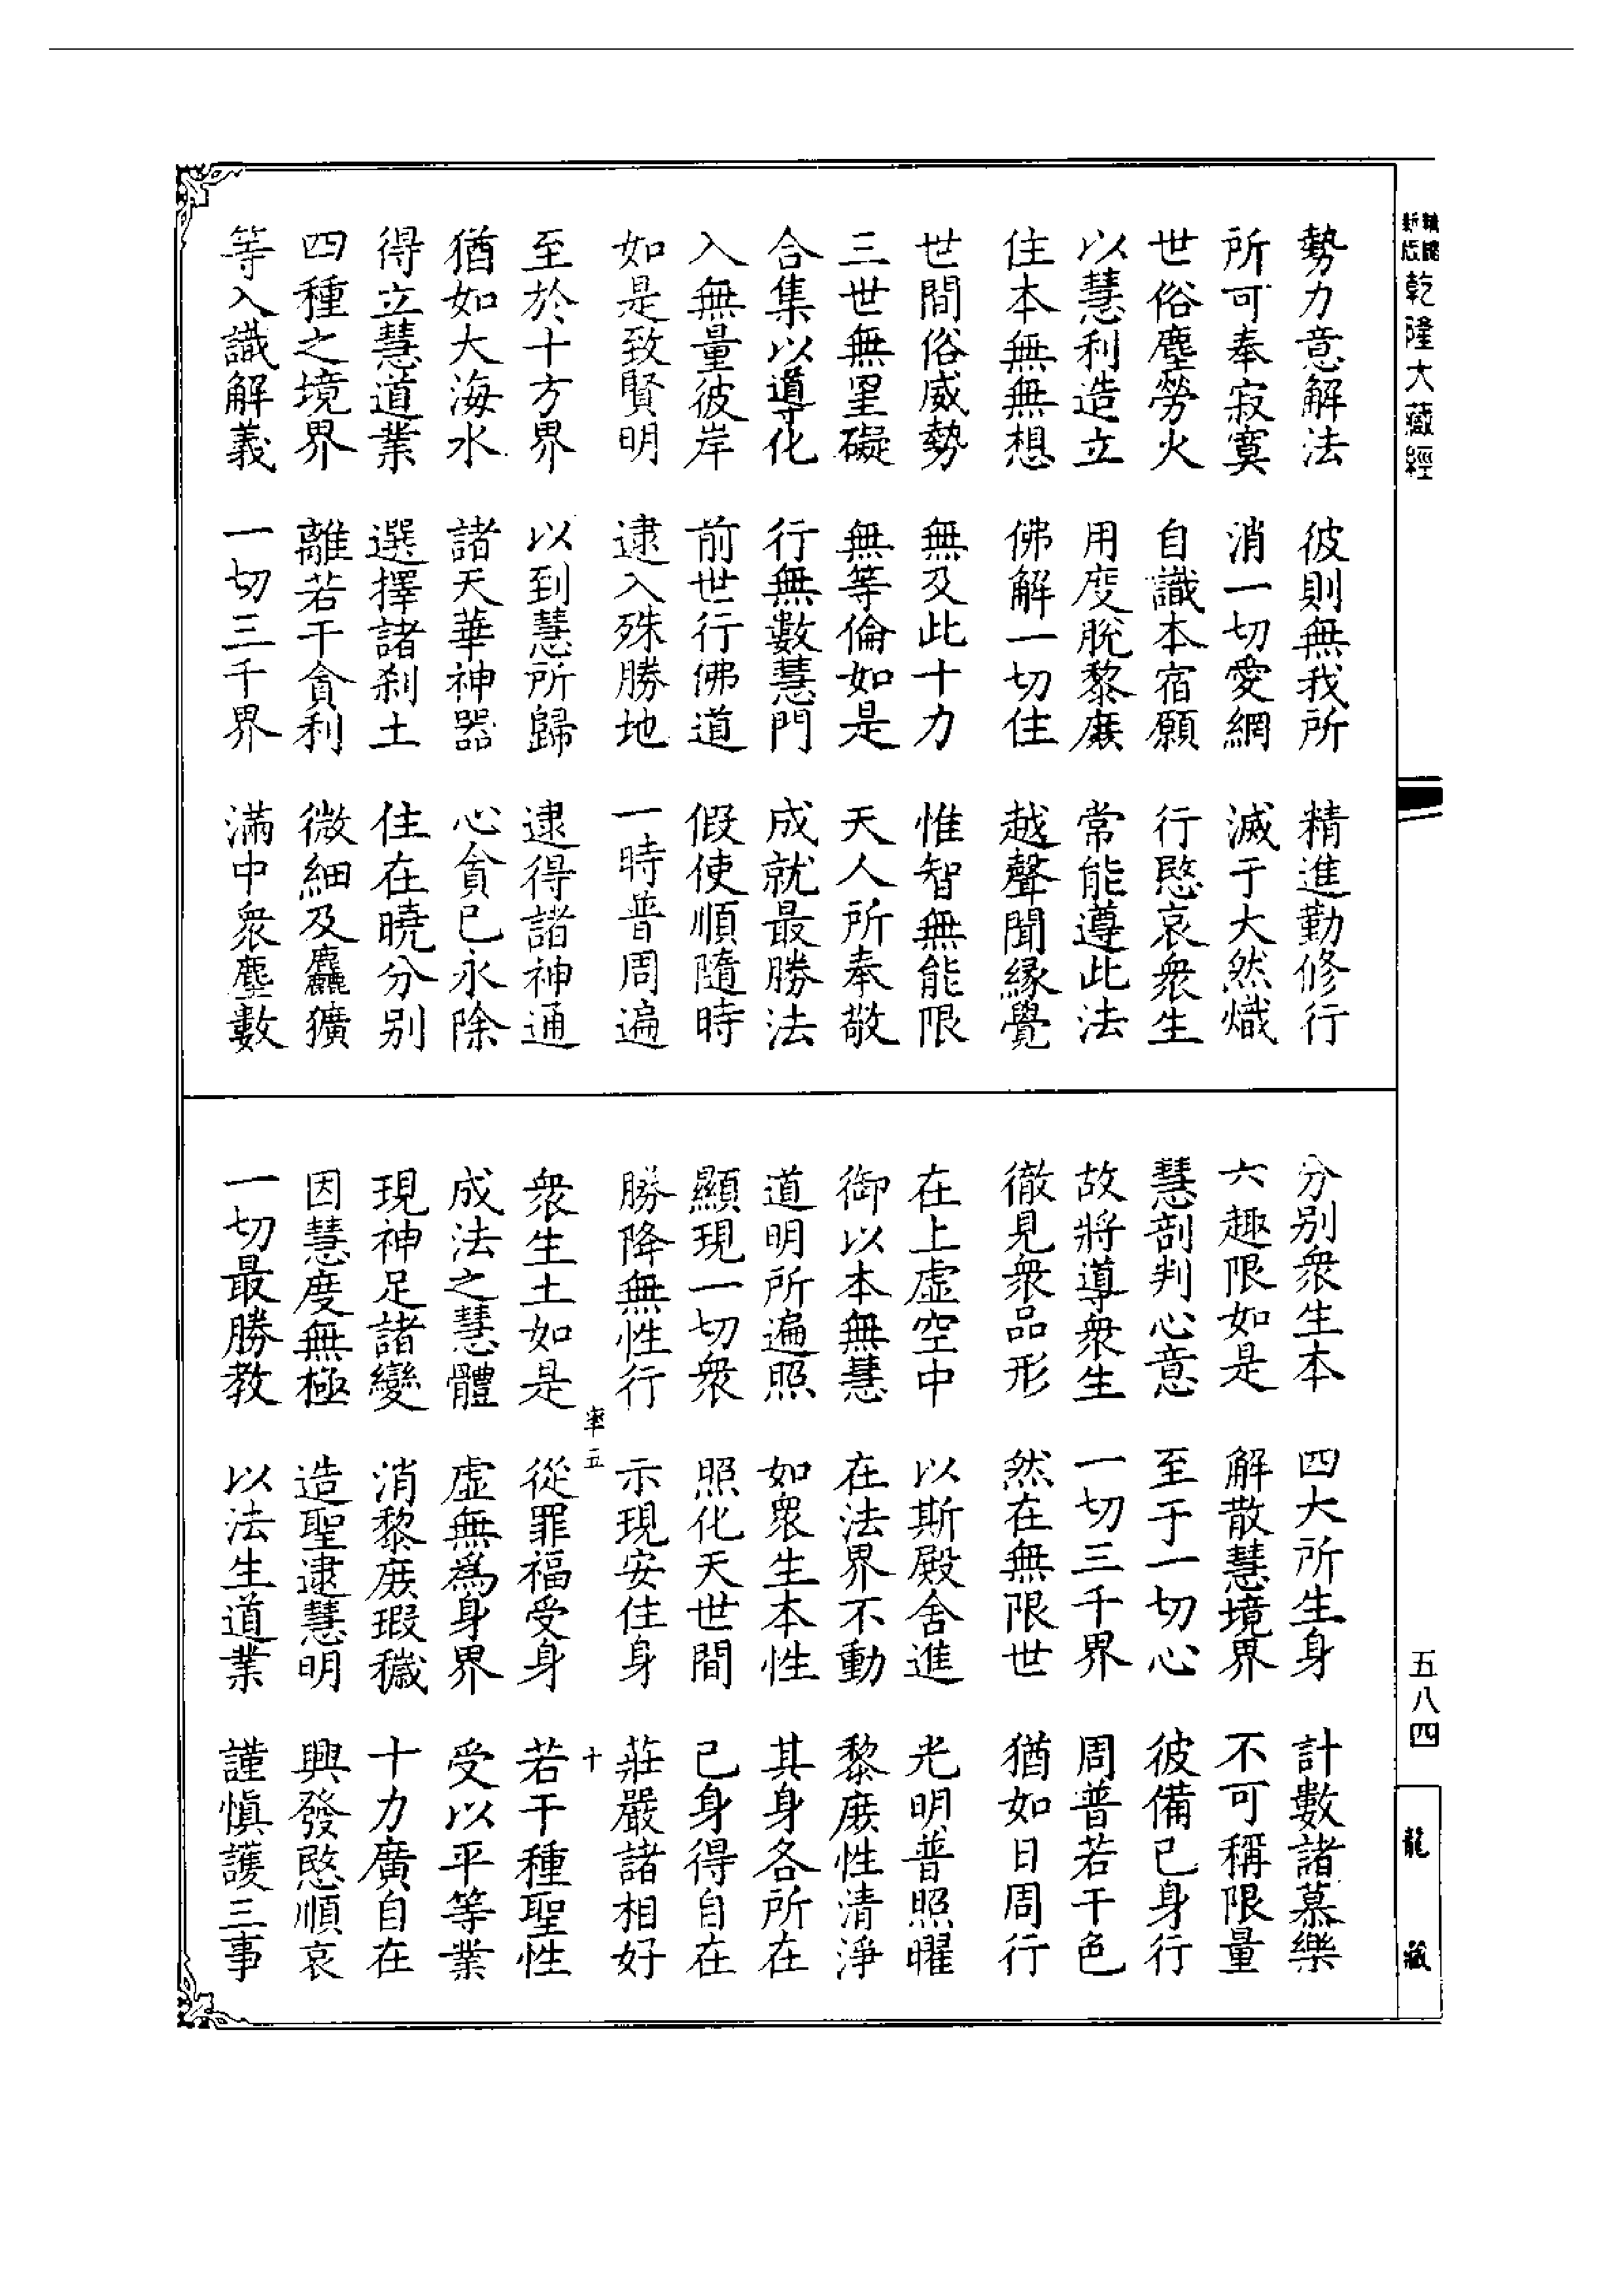 乾隆大藏經
五八四
龍藏
勢力意解法 彼則無我所 精進勤修行
所可奉寂寞 消一切愛網 滅于大然熾
世俗塵勞火 自識本宿願 行愍哀衆生
以慧利造立 用度脫黎庶 常能遵此法
住本無無想 佛解一切住 越聲聞緣覺
世間俗威勢 無及此十力 惟智無能限
三世無罣礙 無等倫如是 天人所奉敬
合集以導化 行無數慧門 成就最勝法
入無量彼岸 前世行佛道 假使順隨時
如是致賢明 逮入殊勝地 一時普周遍
至於十方界 以到慧所歸 逮得諸神通
猶如大海水 諸天華神器 心貪已永除
得立慧道業 選擇諸刹土 住在曉分别
四種之境界 離若干貪利 微細及麤獷
等入識解義 一切三千界 滿中衆塵數
分别衆生本 四大所生身 計數諸慕樂
六趣限如是 解散慧境界 不可稱限量
慧剖判心意 至于一切心 彼備己身行
故將導衆生 一切三千界 周普若干色
徹見衆品形 然在無限世 猶如日周行
在上虛空中 以斯殿舍進 光明普照曜
御以本無慧 在法界不動 黎庶性清淨
道明所遍照 如衆生本性 其身各所在
顯現一切衆 照化天世間 己身得自在
勝降無性行 示現安住身 莊嚴諸相好
率五 十
衆生土如是 從罪福受身 若干種聖性
成法之慧體 虛無爲身界 受以平等業
現神足諸變 消黎庶瑕穢 十力廣自在
因慧度無極 造聖逮慧明 興發愍順哀
一切最勝教 以法生道業 謹愼護三事